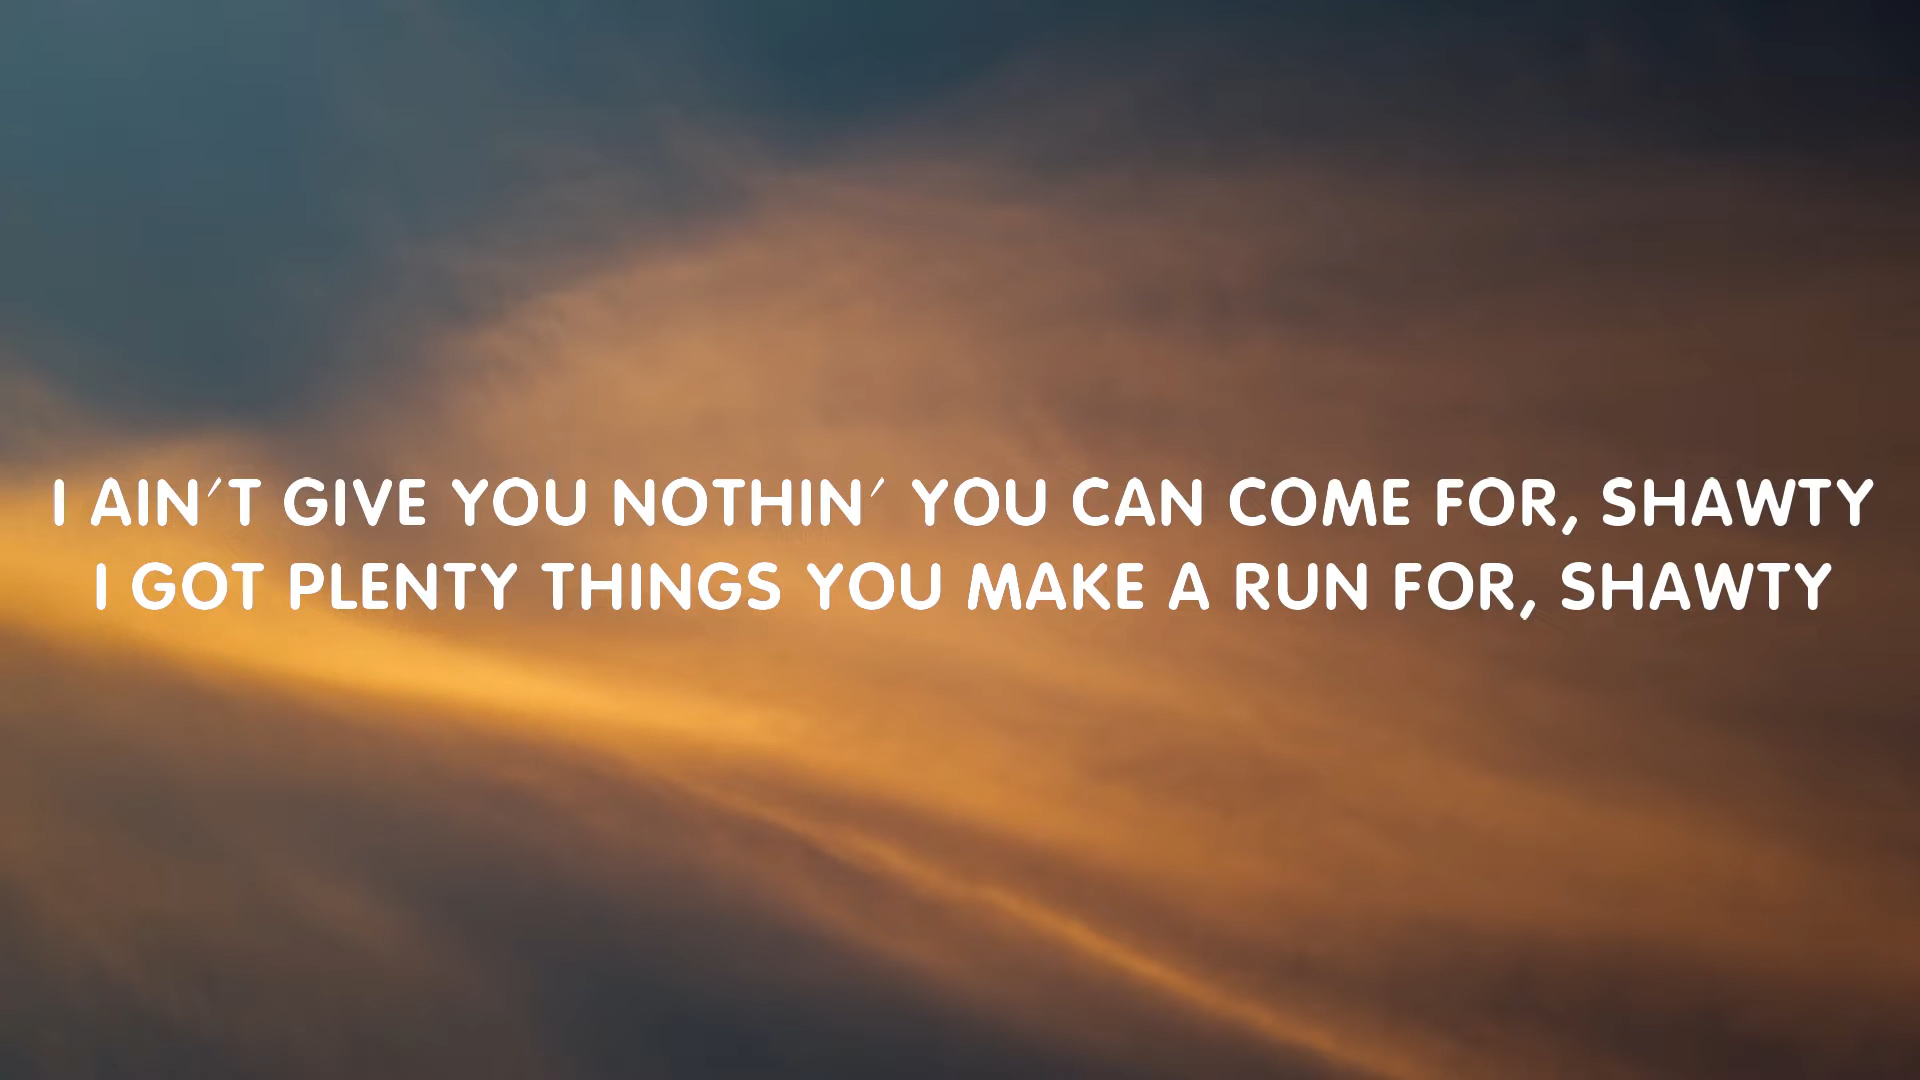 I AIN'T GIVE YOU NOTHIN' YOU CAN COME FOR, SHAWTY
I GOT PLENTY THINGS YOU MAKE A RUN FOR, SHAWTY